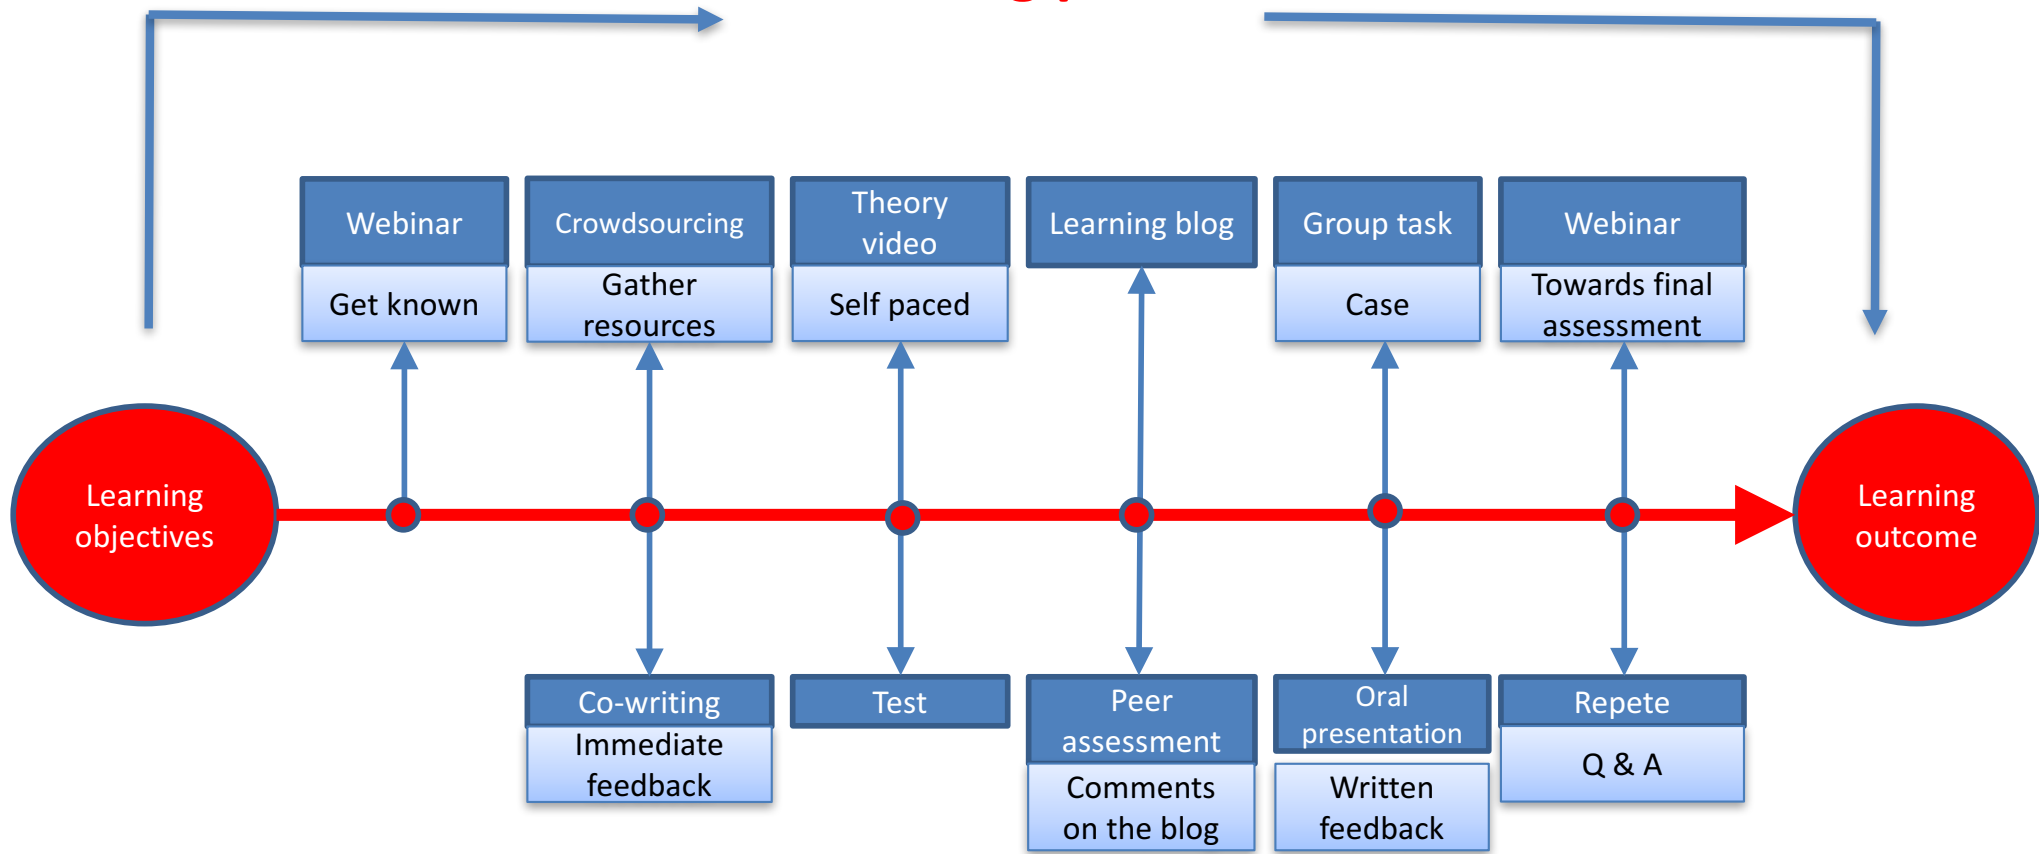 Webinar
Get known
Crowdsourcing
Gather
resources
Theory
video
Self paced
Learning blog
Group task
Case
Webinar
Towards final
assessment
Learning
objectives
Learning
outcome
Co-writing
Immediate
feedback
Test
Peer
assessment
Comments
on the blog
Oral
presentation
Written
feedback
Repete
Q & A